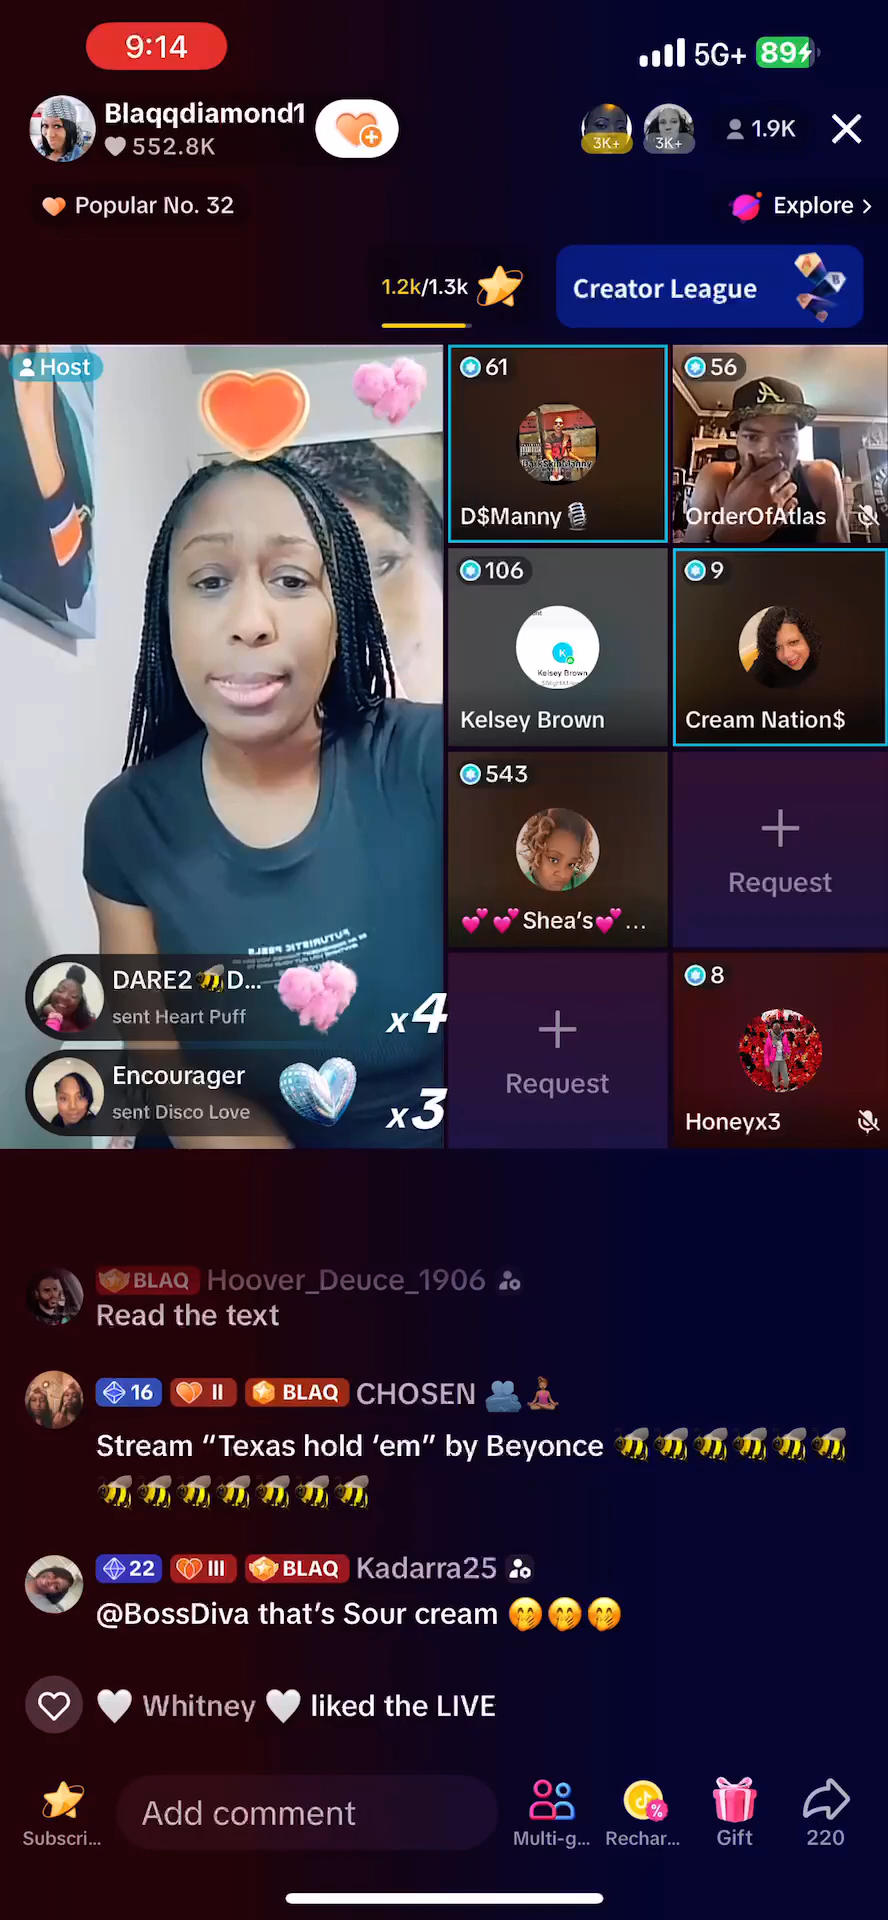 9:14
5G+ 89
Blaqqdiamond1
552.8K
3K+
3K+
1.9K
Popular No. 32
Explore >
1.2k/1.3k
Creator League
Host
61
D$Manny🎙️
56
OrderOfAtlas
106
Kelsey Brown
Kelsey Brown
9
Cream Nation$
543
💕💕Shea's💕...
+
Request
+
Request
8
Honeyx3
FUTURISTIC FEELS
DARE2🐝D...
sent Heart Puff
x4
Encourager
sent Disco Love
x3
BLAQ Hoover_Deuce_1906
Read the text
16 II BLAQ CHOSEN 🫂🧘🏽‍♀️
Stream “Texas hold ‘em” by Beyonce 🐝🐝🐝🐝🐝🐝
🐝🐝🐝🐝🐝🐝🐝
22 III BLAQ Kadarra25
@BossDiva that’s Sour cream 🤭🤭🤭
🤍 Whitney 🤍 liked the LIVE
Subscri...
Add comment
Multi-g...
Rechar...
Gift
220